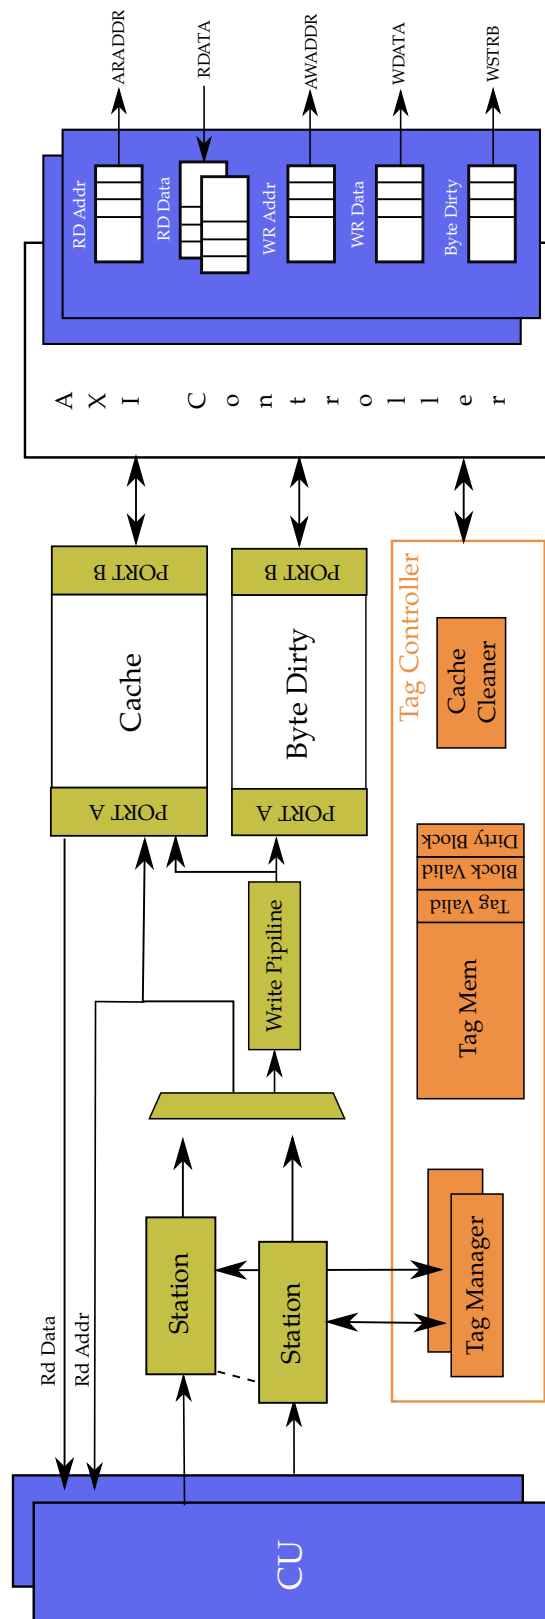 ARADDR
RDATA
AWADDR
WDATA
WSTRB
RD Addr
RD Data
WR Addr
WR Data
Byte Dirty
AXI Controller
PORT B
Cache
PORT A
PORT B
Byte Dirty
PORT A
Tag Controller
Cache
Cleaner
Dirty Block
Block Valid
Tag Valid
Tag Mem
Tag Manager
Write Pipiline
Station
Station
Rd Data
Rd Addr
CU